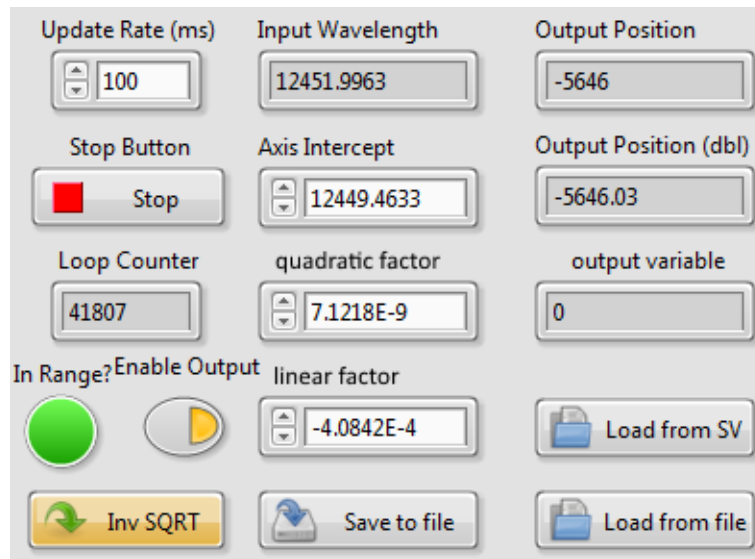 Update Rate (ms)
Input Wavelength
Output Position
100
12451.9963
-5646
Stop Button
Axis Intercept
Output Position (dbl)
Stop
12449.4633
-5646.03
Loop Counter
quadratic factor
output variable
41807
7.1218E-9
0
In Range?
Enable Output
linear factor
-4.0842E-4
Load from SV
Inv SQRT
Save to file
Load from file